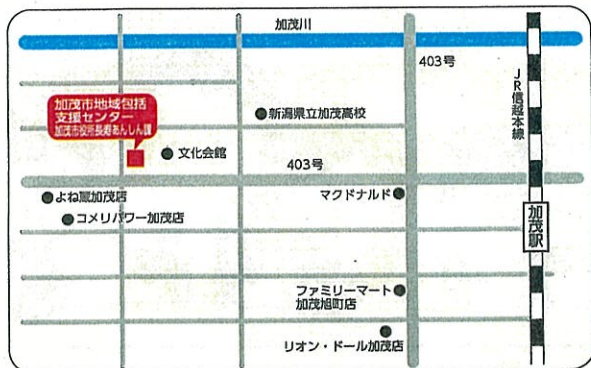 加茂川
403号
JR信越本線
加茂市地域包括
支援センター
加茂市役所長寿あんしん課
新潟県立加茂高校
文化会館
403号
よね蔵加茂店
マクドナルド
コメリパワー加茂店
加茂駅
ファミリーマート
加茂旭町店
リオン・ドール加茂店